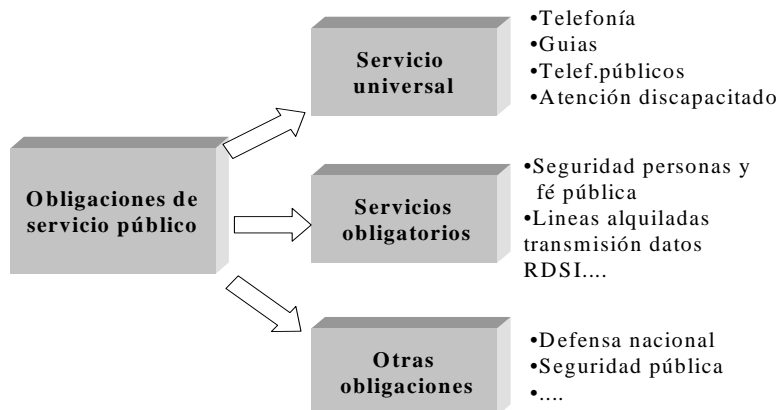 Obligaciones de
servicio público
Servicio
universal
•Telefonía
•Guias
•Telef.públicos
•Atención discapacitado
Servicios
obligatorios
•Seguridad personas y
fé pública
•Lineas alquiladas
transmisión datos
RDSI....
Otras
obligaciones
•Defensa nacional
•Seguridad pública
•....